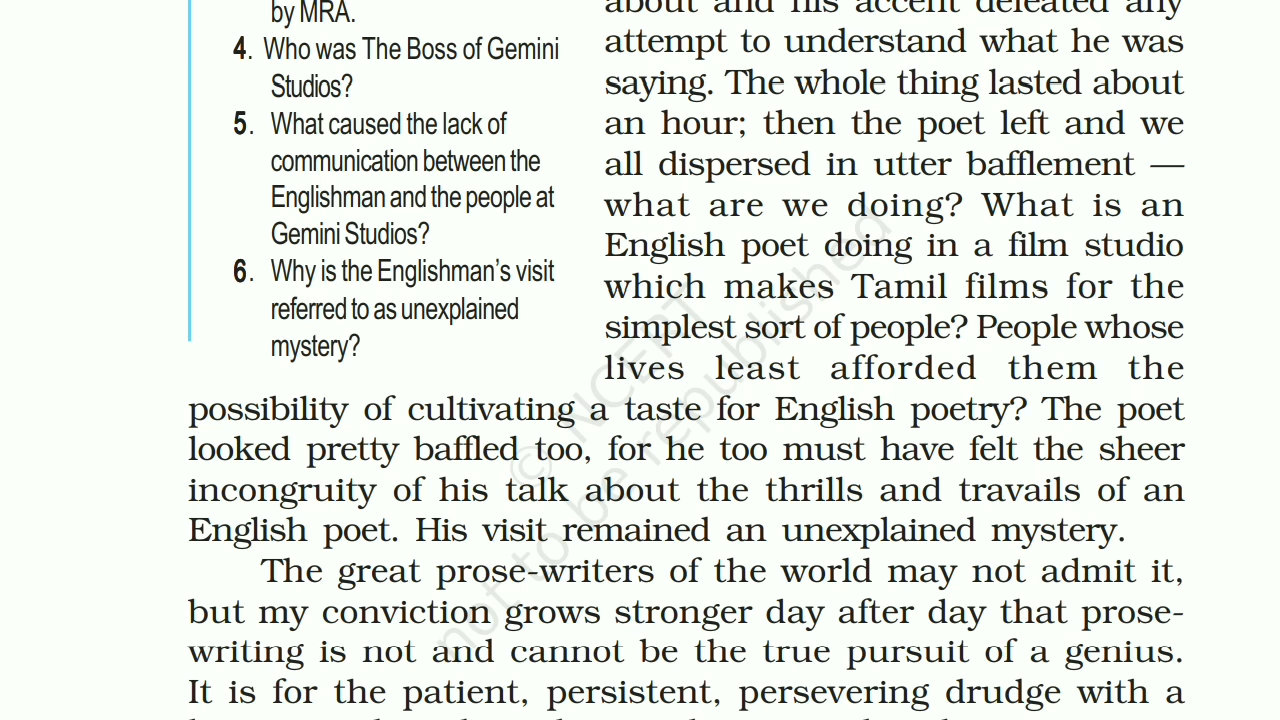 by MRA.
4. Who was The Boss of Gemini
Studios?
5. What caused the lack of
communication between the
Englishman and the people at
Gemini Studios?
6. Why is the Englishman's visit
referred to as unexplained
mystery?
about and his accent defeated any
attempt to understand what he was
saying. The whole thing lasted about
an hour; then the poet left and we
all dispersed in utter bafflement —
what are we doing? What is an
English poet doing in a film studio
which makes Tamil films for the
simplest sort of people? People whose
lives least afforded them the
possibility of cultivating a taste for English poetry? The poet
looked pretty baffled too, for he too must have felt the sheer
incongruity of his talk about the thrills and travails of an
English poet. His visit remained an unexplained mystery.
The great prose-writers of the world may not admit it,
but my conviction grows stronger day after day that prose-
writing is not and cannot be the true pursuit of a genius.
It is for the patient, persistent, persevering drudge with a
© NCERT
not to be republished